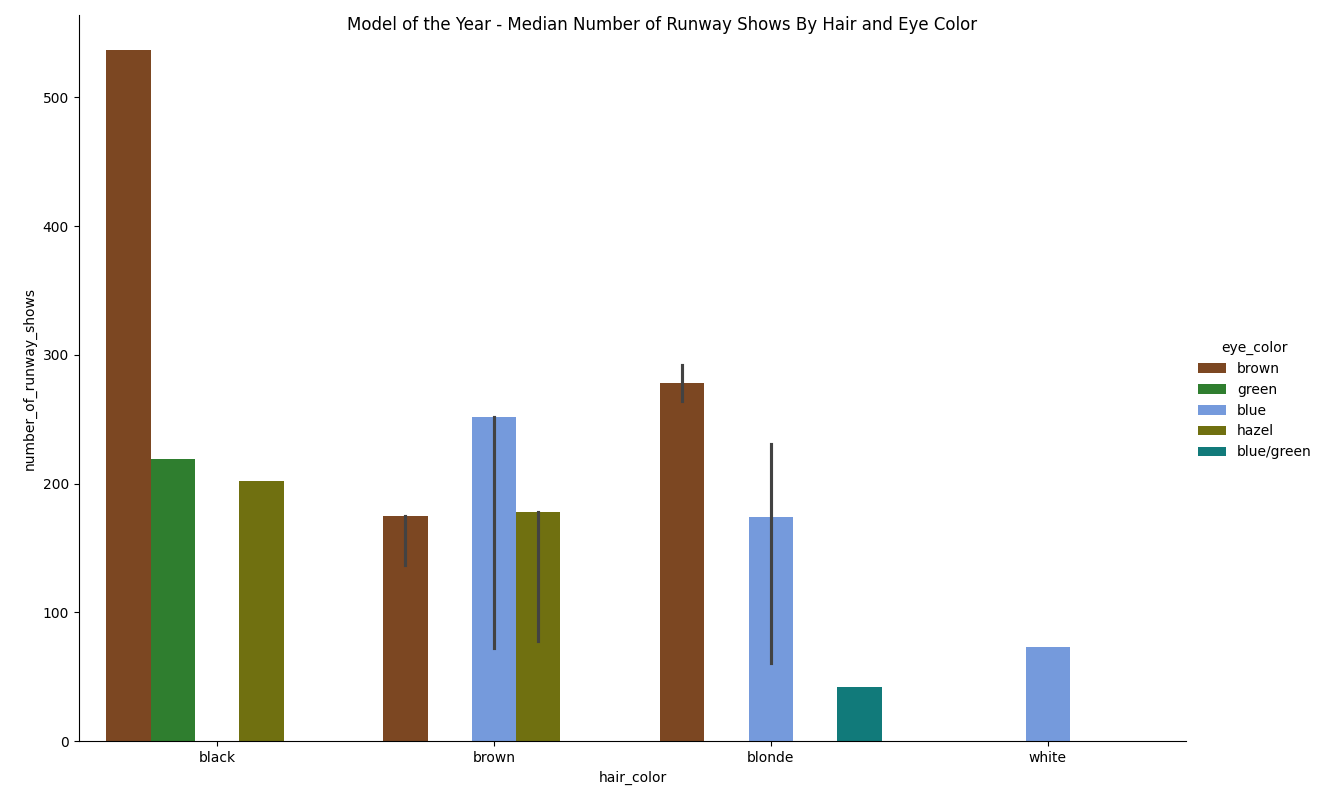 Model of the Year - Median Number of Runway Shows By Hair and Eye Color
number_of_runway_shows
500
400
300
200
100
0
black
brown
blonde
white
hair_color
eye_color
brown
green
blue
hazel
blue/green